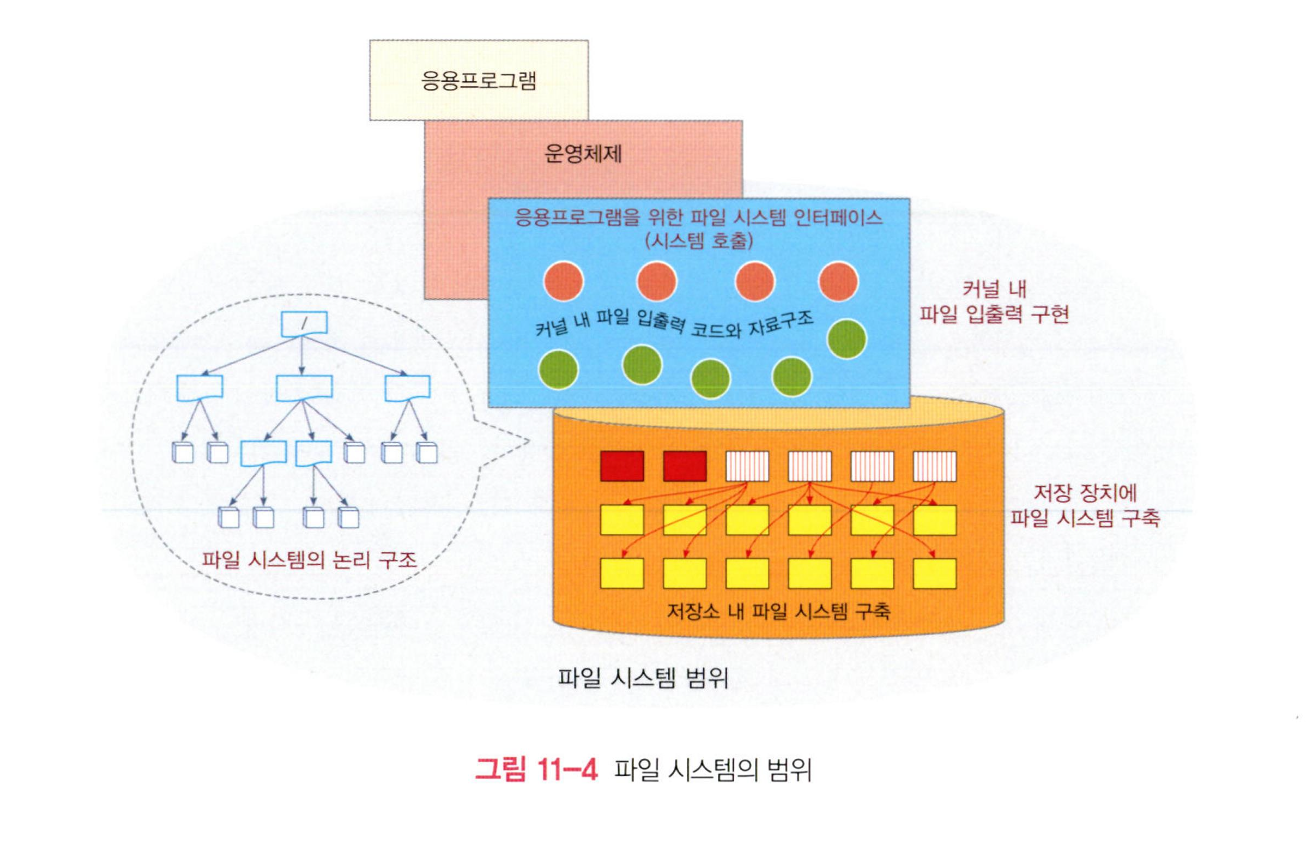 응용프로그램
운영체제
응용프로그램을 위한 파일 시스템 인터페이스
(시스템 호출)
커널 내 파일 입출력 코드와 자료구조
커널 내
파일 입출력 구현
/
파일 시스템의 논리 구조
저장 장치에
파일 시스템 구축
저장소 내 파일 시스템 구축
파일 시스템 범위
그림 11-4 파일 시스템의 범위